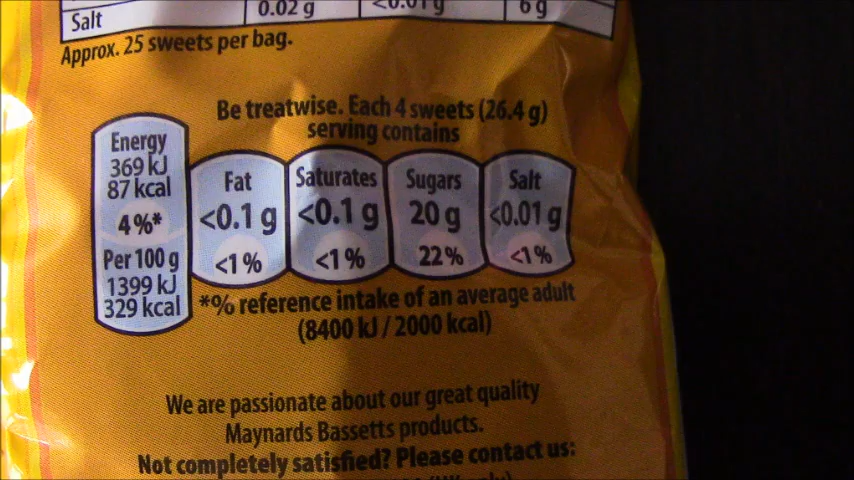 Salt 0.02 g <0.01 g 6 g
Approx. 25 sweets per bag.
Be treatwise. Each 4 sweets (26.4 g)
serving contains
Energy
369 kJ
87 kcal
4%*
Per 100 g
1399 kJ
329 kcal
Fat
<0.1 g
<1%
Saturates
<0.1 g
<1%
Sugars
20 g
22%
Salt
<0.01 g
<1%
*% reference intake of an average adult
(8400 kJ / 2000 kcal)
We are passionate about our great quality
Maynards Bassetts products.
Not completely satisfied? Please contact us: